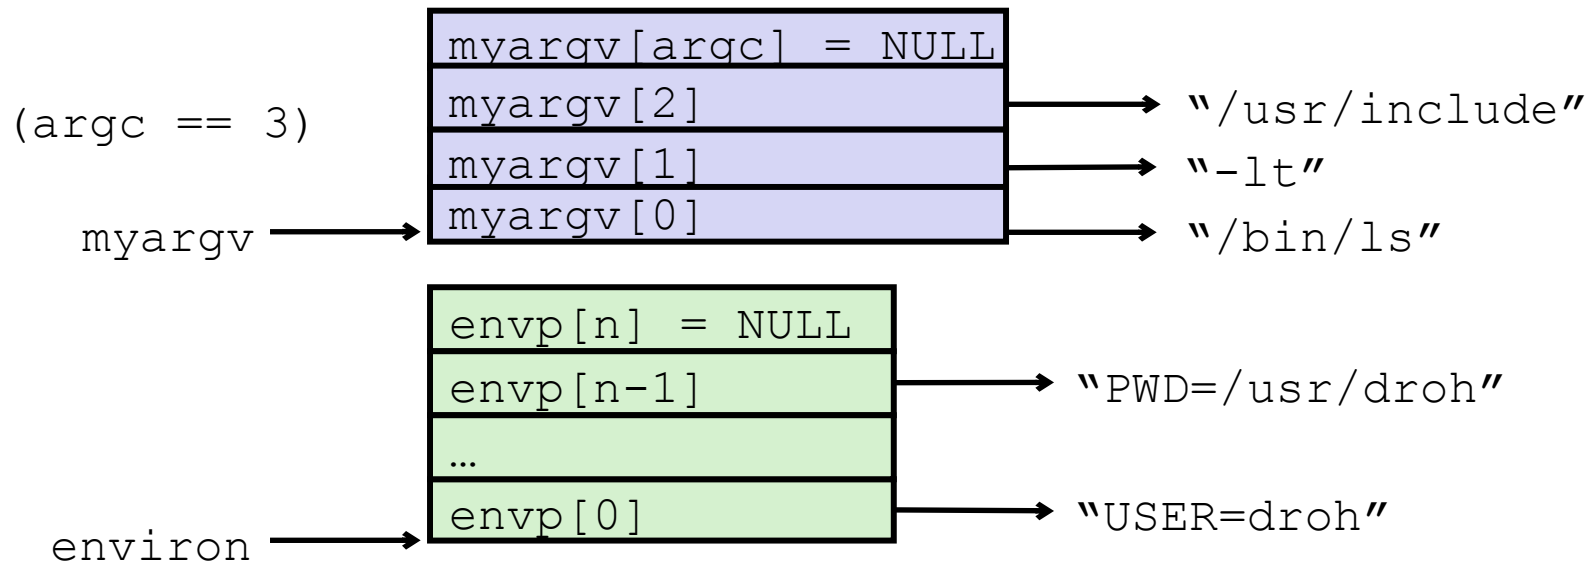 myargv[argc] = NULL
(argc == 3)
myargv[2]
“/usr/include”
myargv[1]
“-lt”
myargv
myargv[0]
“/bin/ls”
envp[n] = NULL
envp[n-1]
“PWD=/usr/droh”
…
environ
envp[0]
“USER=droh”